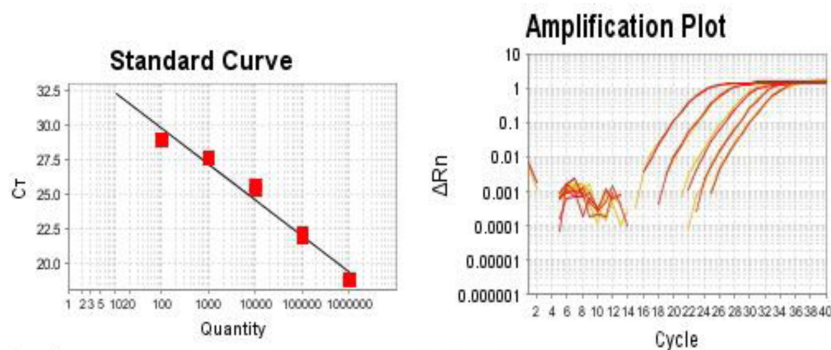 Standard Curve
32.5
30.0
27.5
25.0
22.5
20.0
CT
1 2 3 5 10 20 100 1000 10000 100000 1000000
Quantity
Amplification Plot
10
1
0.1
0.01
0.001
0.0001
0.00001
0.000001
ΔRn
2 4 6 8 10 12 14 16 18 20 22 24 26 28 30 32 34 36 38 40
Cycle